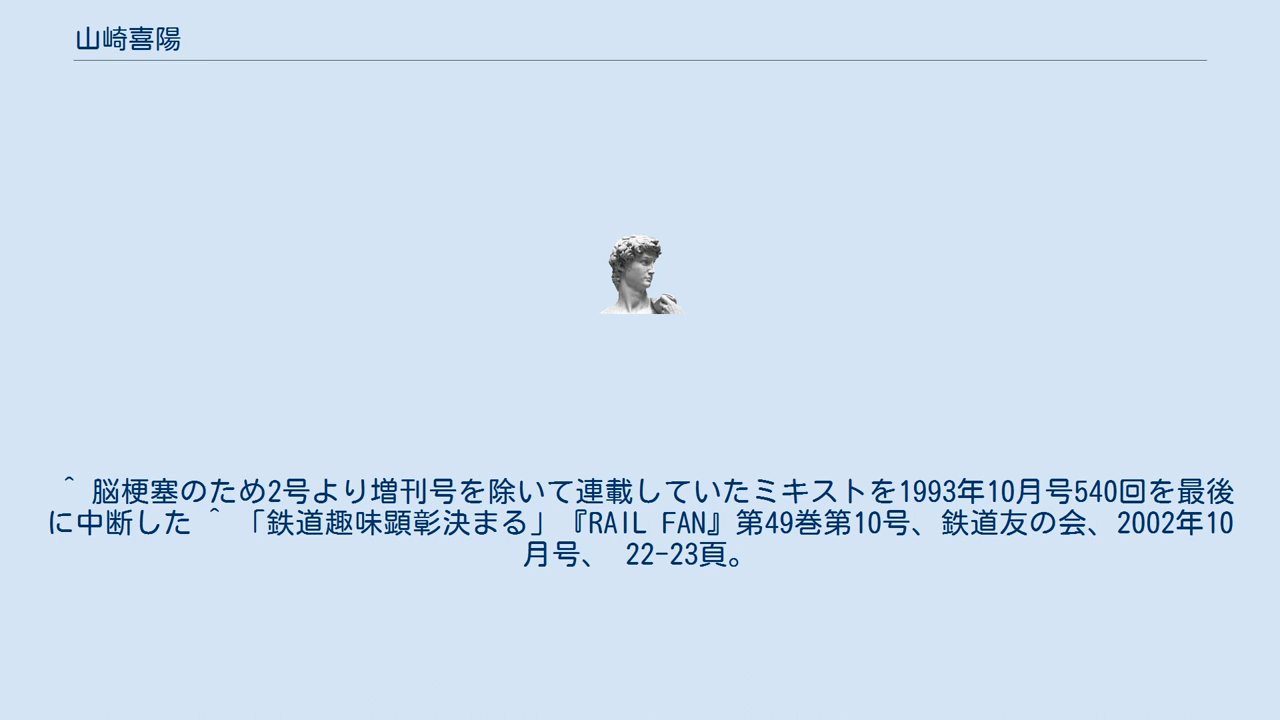 山崎喜陽
^ 脳梗塞のため2号より増刊号を除いて連載していたミキストを1993年10月号540回を最後
に中断した ^ 「鉄道趣味顕彰決まる」『RAIL FAN』第49巻第10号、鉄道友の会、2002年10
月号、 22-23頁。